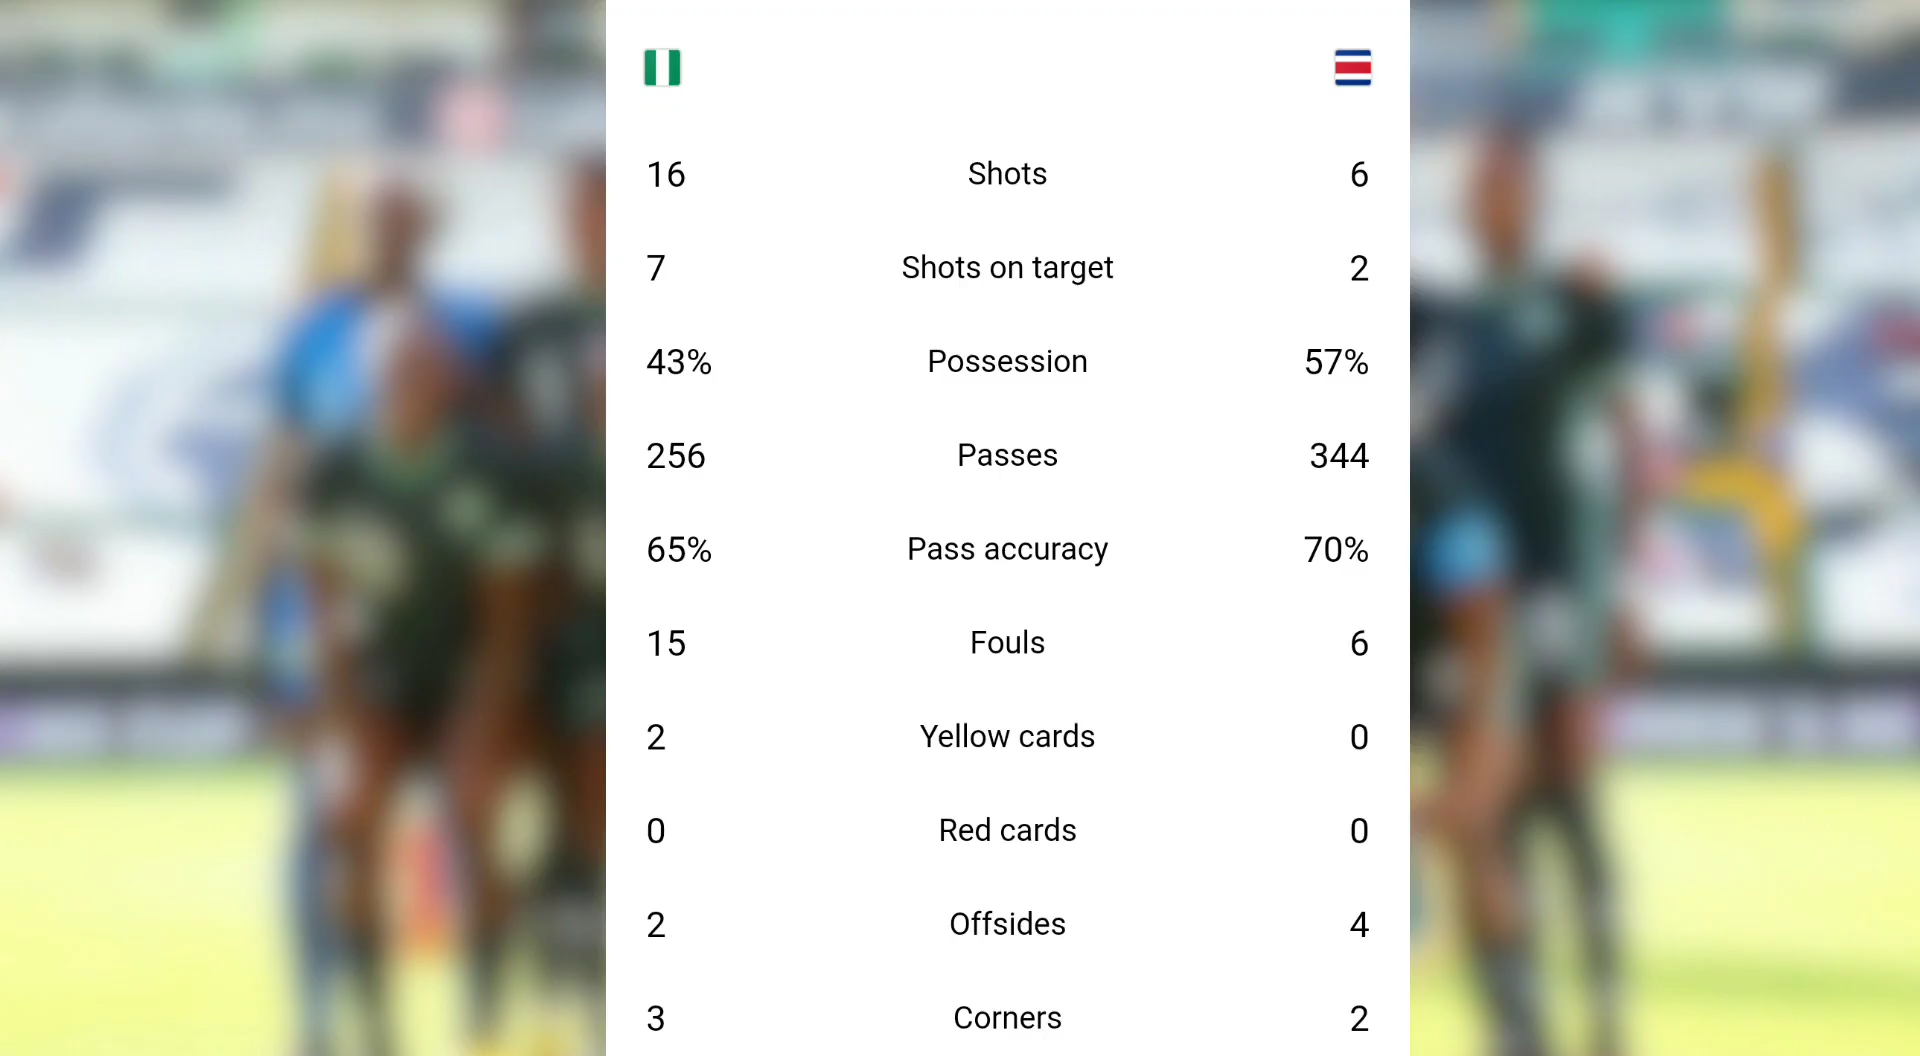 16 Shots 6
7 Shots on target 2
43% Possession 57%
256 Passes 344
65% Pass accuracy 70%
15 Fouls 6
2 Yellow cards 0
0 Red cards 0
2 Offsides 4
3 Corners 2